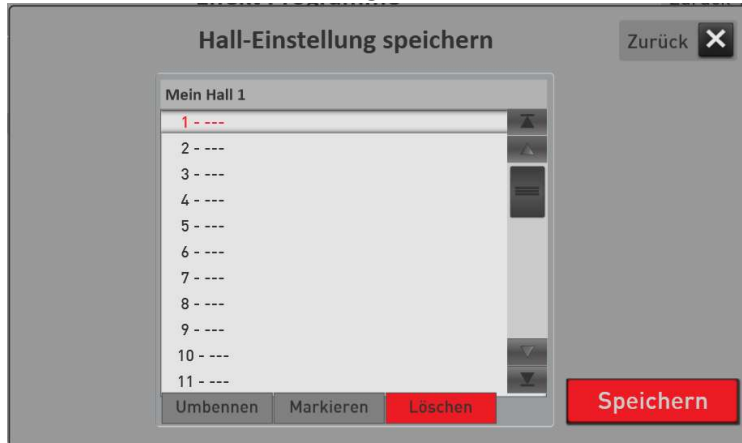 Hall-Einstellung speichern
Zurück
Mein Hall 1
1 - ---
2 - ---
3 - ---
4 - ---
5 - ---
6 - ---
7 - ---
8 - ---
9 - ---
10 - ---
11 - ---
Umbennen Markieren Löschen
Speichern